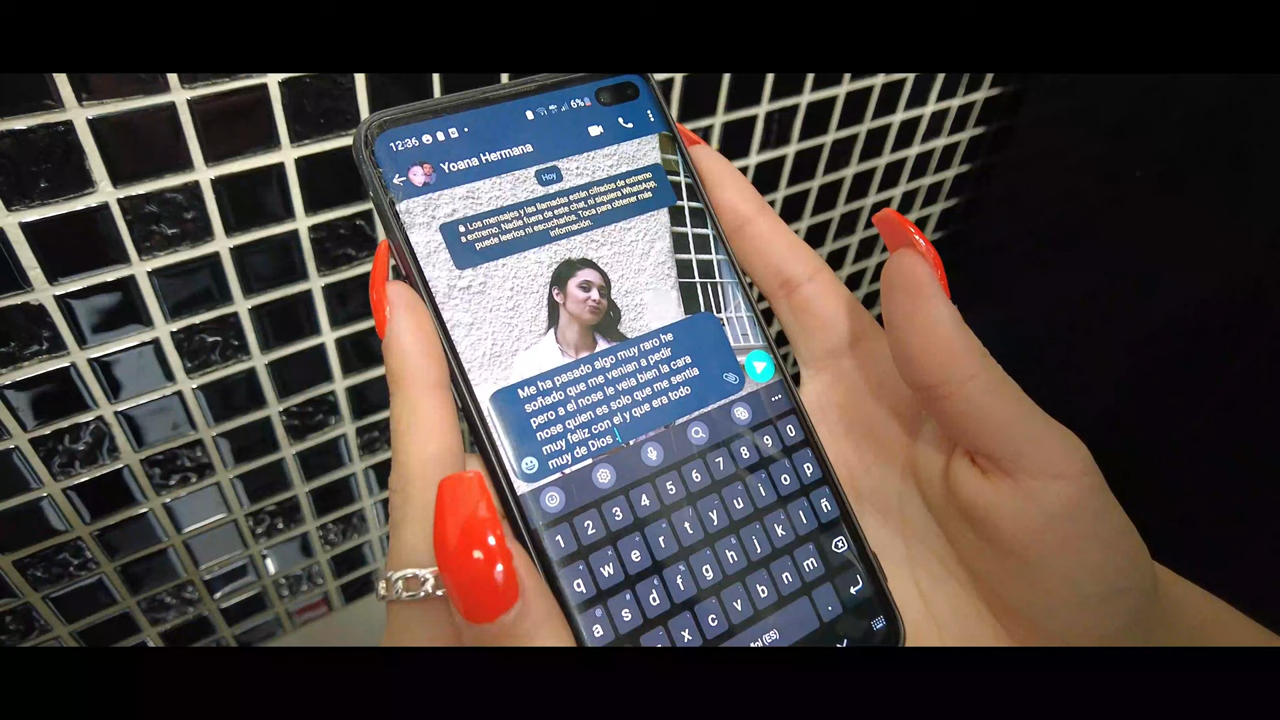 12:36 6%
Yoana Hermana
Hoy
Los mensajes y las llamadas están cifrados de extremo
a extremo. Nadie fuera de este chat, ni siquiera WhatsApp,
puede leerlos ni escucharlos. Toca para obtener más
información.
Me ha pasado algo muy raro he
soñado que me venian a pedir
pero a el nose le veia bien la cara
nose quien es solo que me sentia
muy feliz con el y que era todo
muy de Dios .
1 2 3 4 5 6 7 8 9 0
q w e r t y u i o p
a s d f g h j k l ñ
x c v b n m
. 
ñol (ES)